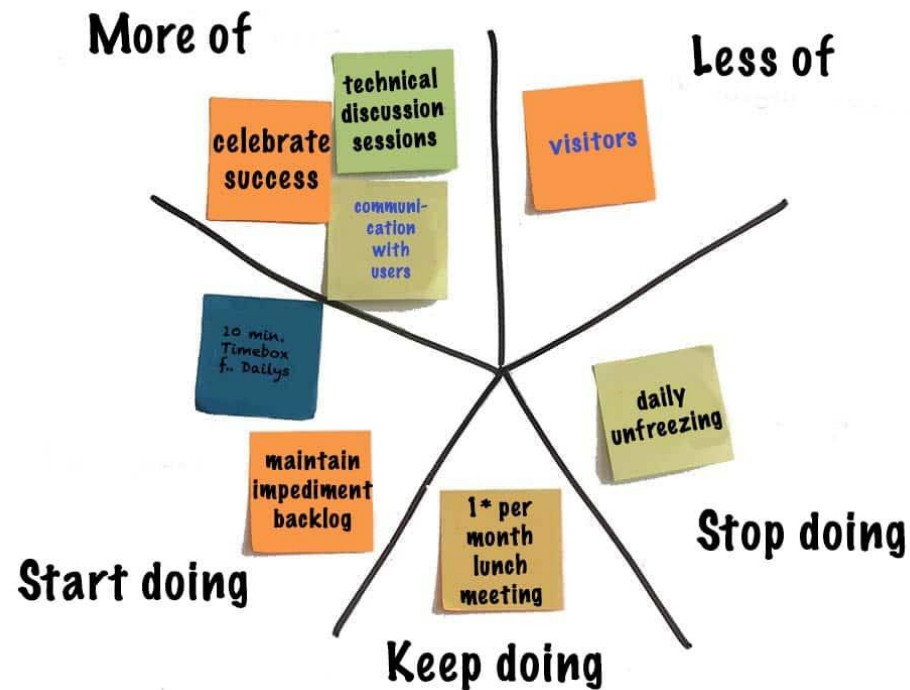 More of
celebrate
success
technical
discussion
sessions
communi-
cation
with
users
Less of
visitors
10 min.
Timebox
f.. Dailys
maintain
impediment
backlog
Start doing
1* per
month
lunch
meeting
Keep doing
daily
unfreezing
Stop doing